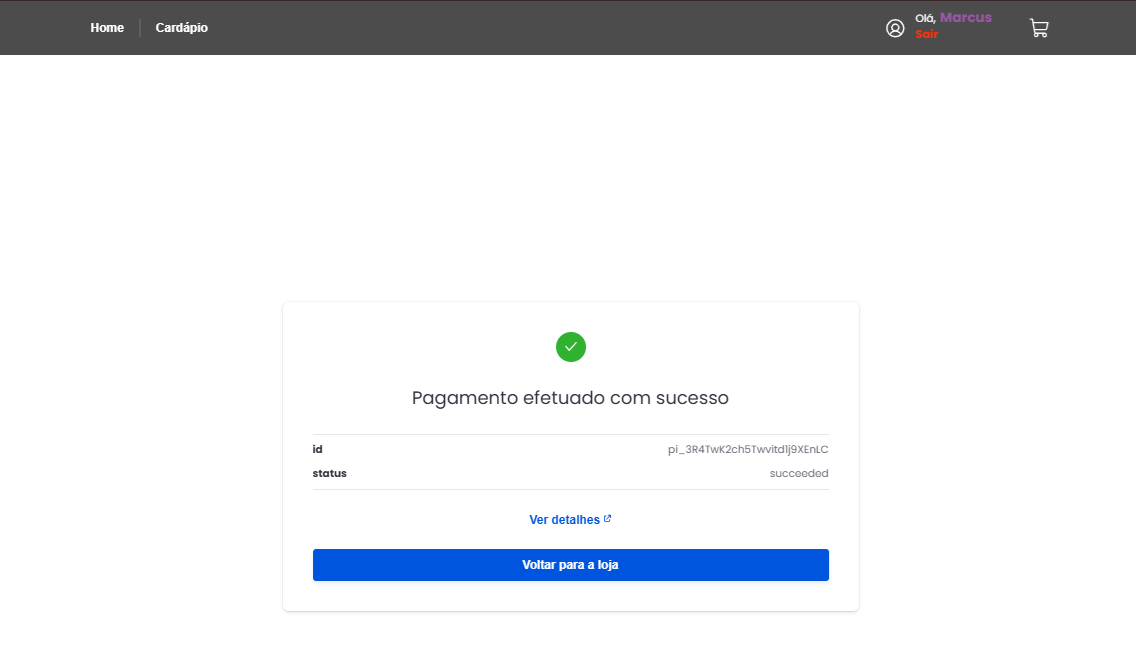 Home
Cardápio
Olá, Marcus
Sair
Pagamento efetuado com sucesso
id pi_3R4TwK2ch5Twvitd1j9XEnLC
status succeeded
Ver detalhes
Voltar para a loja